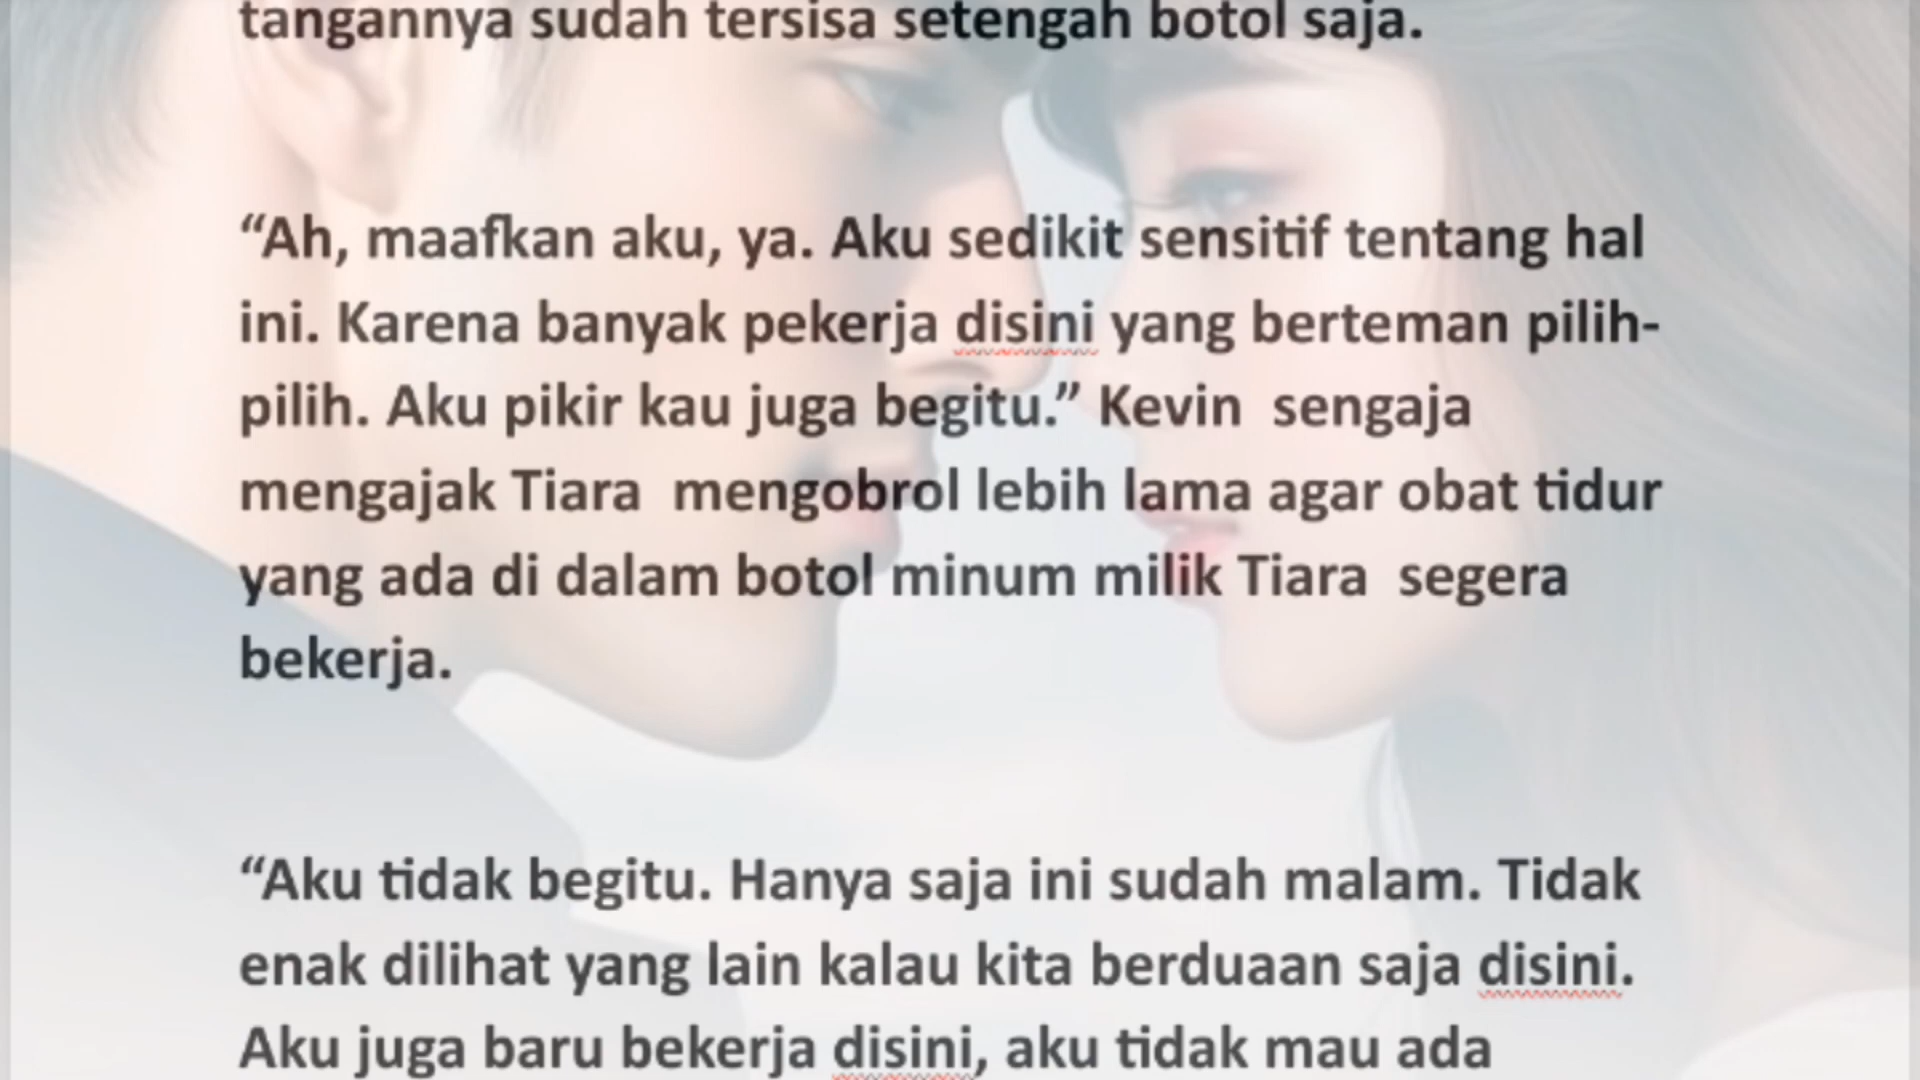 tangannya sudah tersisa setengah botol saja.
“Ah, maafkan aku, ya. Aku sedikit sensitif tentang hal
ini. Karena banyak pekerja disini yang berteman pilih-
pilih. Aku pikir kau juga begitu.” Kevin  sengaja
mengajak Tiara  mengobrol lebih lama agar obat tidur
yang ada di dalam botol minum milik Tiara  segera
bekerja.
“Aku tidak begitu. Hanya saja ini sudah malam. Tidak
enak dilihat yang lain kalau kita berduaan saja disini.
Aku juga baru bekerja disini, aku tidak mau ada